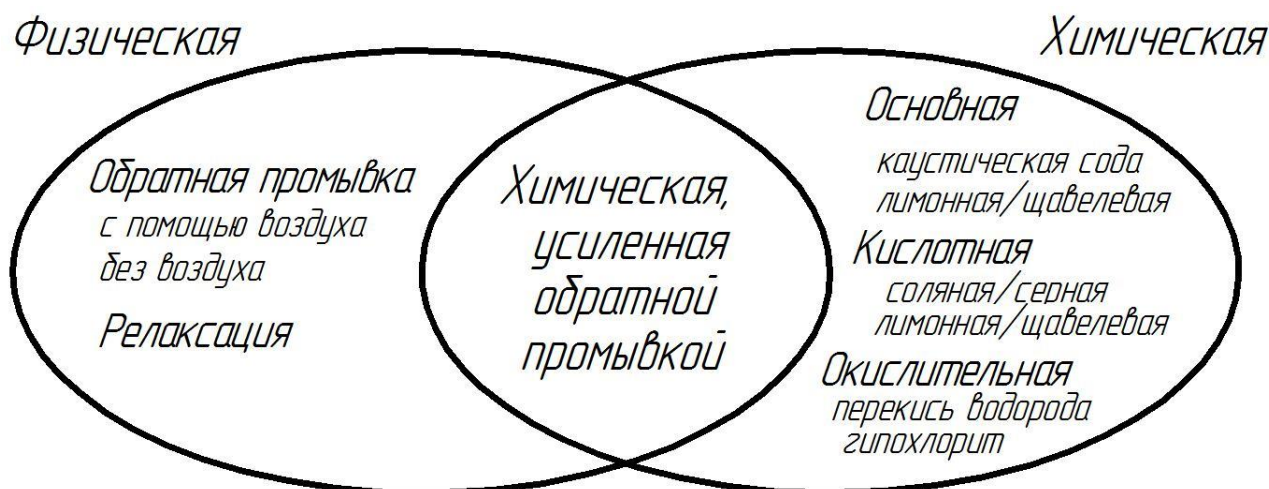 Физическая
Химическая
Обратная промывка
с помощью воздуха
без воздуха
Релаксация
Химическая,
усиленная
обратной
промывкой
Основная
каустическая сода
лимонная/щавелевая
Кислотная
соляная/серная
лимонная/щавелевая
Окислительная
перекись водорода
гипохлорит